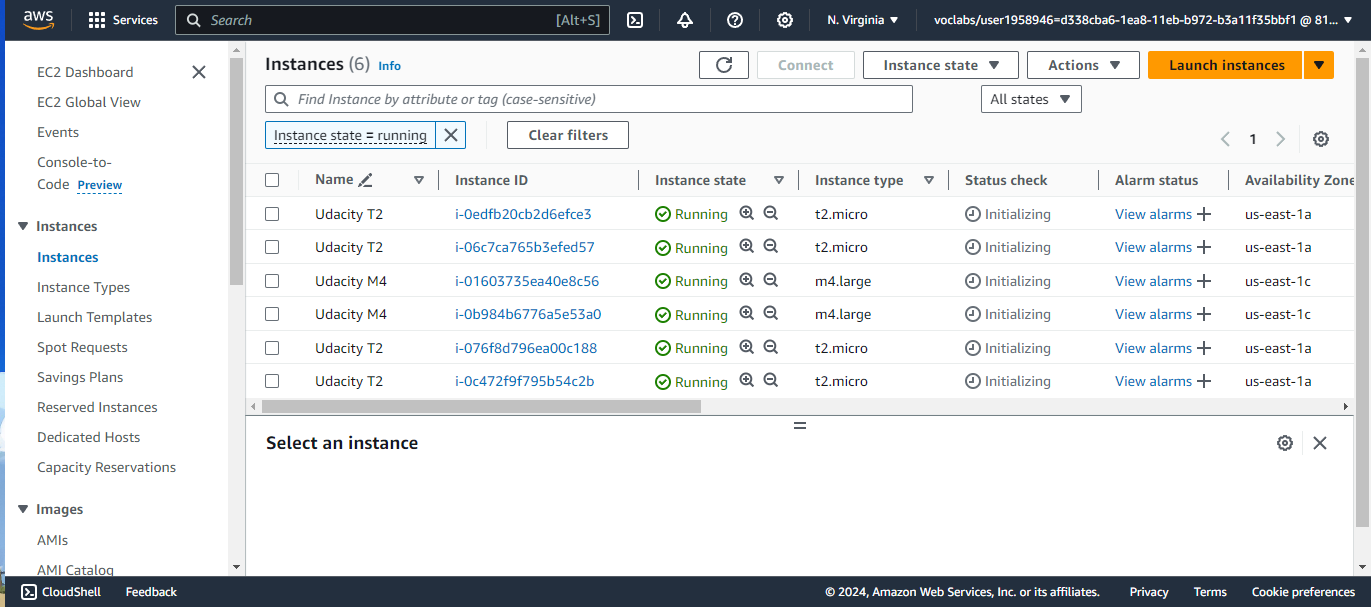 aws Services Search [Alt+S] N. Virginia voclabs/user1958946=d338cba6-1ea8-11eb-b972-b3a11f35bbf1 @ 81...
EC2 Dashboard
EC2 Global View
Events
Console-to-
Code Preview
Instances
Instances
Instance Types
Launch Templates
Spot Requests
Savings Plans
Reserved Instances
Dedicated Hosts
Capacity Reservations
Images
AMIs
AMI Catalog
Instances (6) Info Connect Instance state Actions Launch instances
Find Instance by attribute or tag (case-sensitive) All states
Instance state = running Clear filters 1
Name Instance ID Instance state Instance type Status check Alarm status Availability Zone
Udacity T2 i-0edfb20cb2d6efce3 Running t2.micro Initializing View alarms us-east-1a
Udacity T2 i-06c7ca765b3efed57 Running t2.micro Initializing View alarms us-east-1a
Udacity M4 i-01603735ea40e8c56 Running m4.large Initializing View alarms us-east-1c
Udacity M4 i-0b984b6776a5e53a0 Running m4.large Initializing View alarms us-east-1c
Udacity T2 i-076f8d796ea00c188 Running t2.micro Initializing View alarms us-east-1a
Udacity T2 i-0c472f9f795b54c2b Running t2.micro Initializing View alarms us-east-1a
Select an instance
CloudShell Feedback © 2024, Amazon Web Services, Inc. or its affiliates. Privacy Terms Cookie preferences